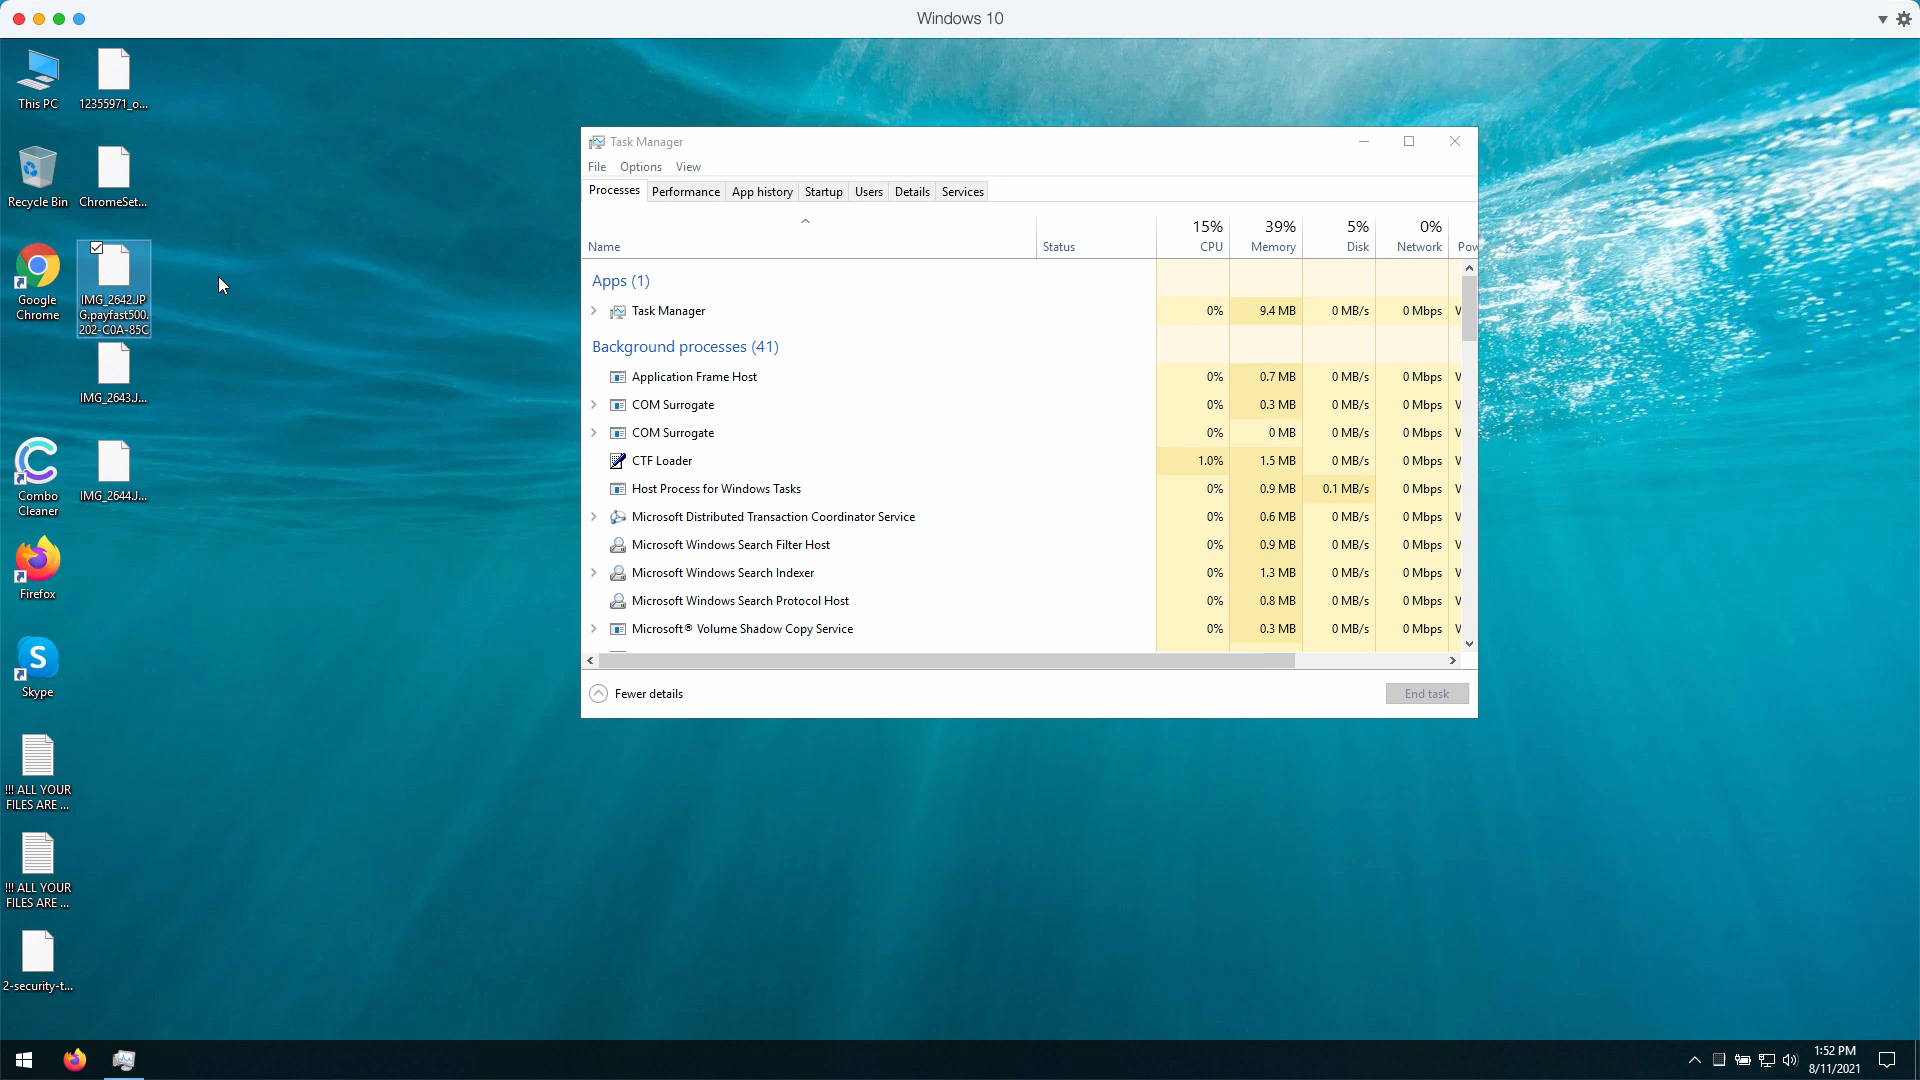 Windows 10
This PC
12355971_o...
Recycle Bin
ChromeSet...
Google
Chrome
IMG_2642.JP
G.payfast500.
202-C0A-85C
IMG_2643.J...
Combo
Cleaner
IMG_2644.J...
Firefox
S
Skype
!!! ALL YOUR
FILES ARE ...
!!! ALL YOUR
FILES ARE ...
2-security-t...
Task Manager
File Options View
Processes Performance App history Startup Users Details Services
15% 39% 5% 0%
Name Status CPU Memory Disk Network Pow
Apps (1)
Task Manager 0% 9.4 MB 0 MB/s 0 Mbps V
Background processes (41)
Application Frame Host 0% 0.7 MB 0 MB/s 0 Mbps V
COM Surrogate 0% 0.3 MB 0 MB/s 0 Mbps V
COM Surrogate 0% 0 MB 0 MB/s 0 Mbps V
CTF Loader 1.0% 1.5 MB 0 MB/s 0 Mbps V
Host Process for Windows Tasks 0% 0.9 MB 0.1 MB/s 0 Mbps V
Microsoft Distributed Transaction Coordinator Service 0% 0.6 MB 0 MB/s 0 Mbps V
Microsoft Windows Search Filter Host 0% 0.9 MB 0 MB/s 0 Mbps V
Microsoft Windows Search Indexer 0% 1.3 MB 0 MB/s 0 Mbps V
Microsoft Windows Search Protocol Host 0% 0.8 MB 0 MB/s 0 Mbps V
Microsoft® Volume Shadow Copy Service 0% 0.3 MB 0 MB/s 0 Mbps V
Fewer details
End task
1:52 PM
8/11/2021